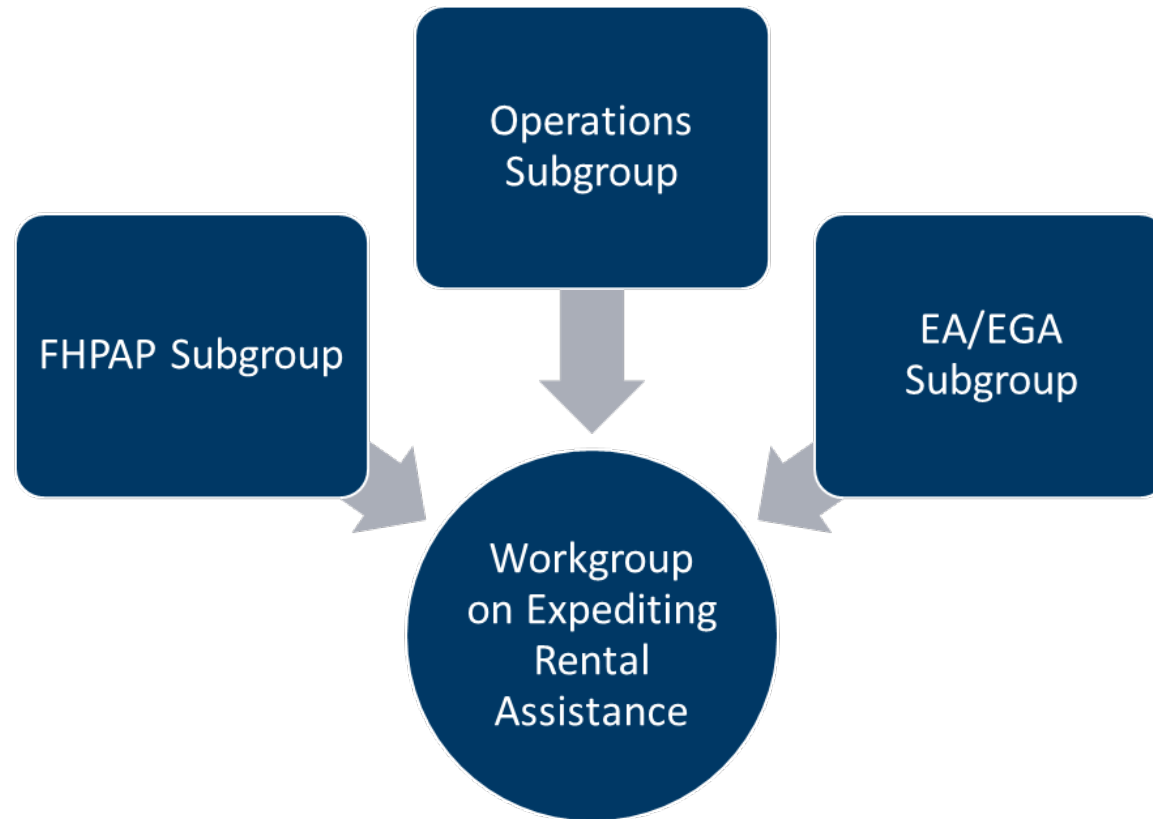 Operations
Subgroup
FHPAP Subgroup
EA/EGA
Subgroup
Workgroup
on Expediting
Rental
Assistance